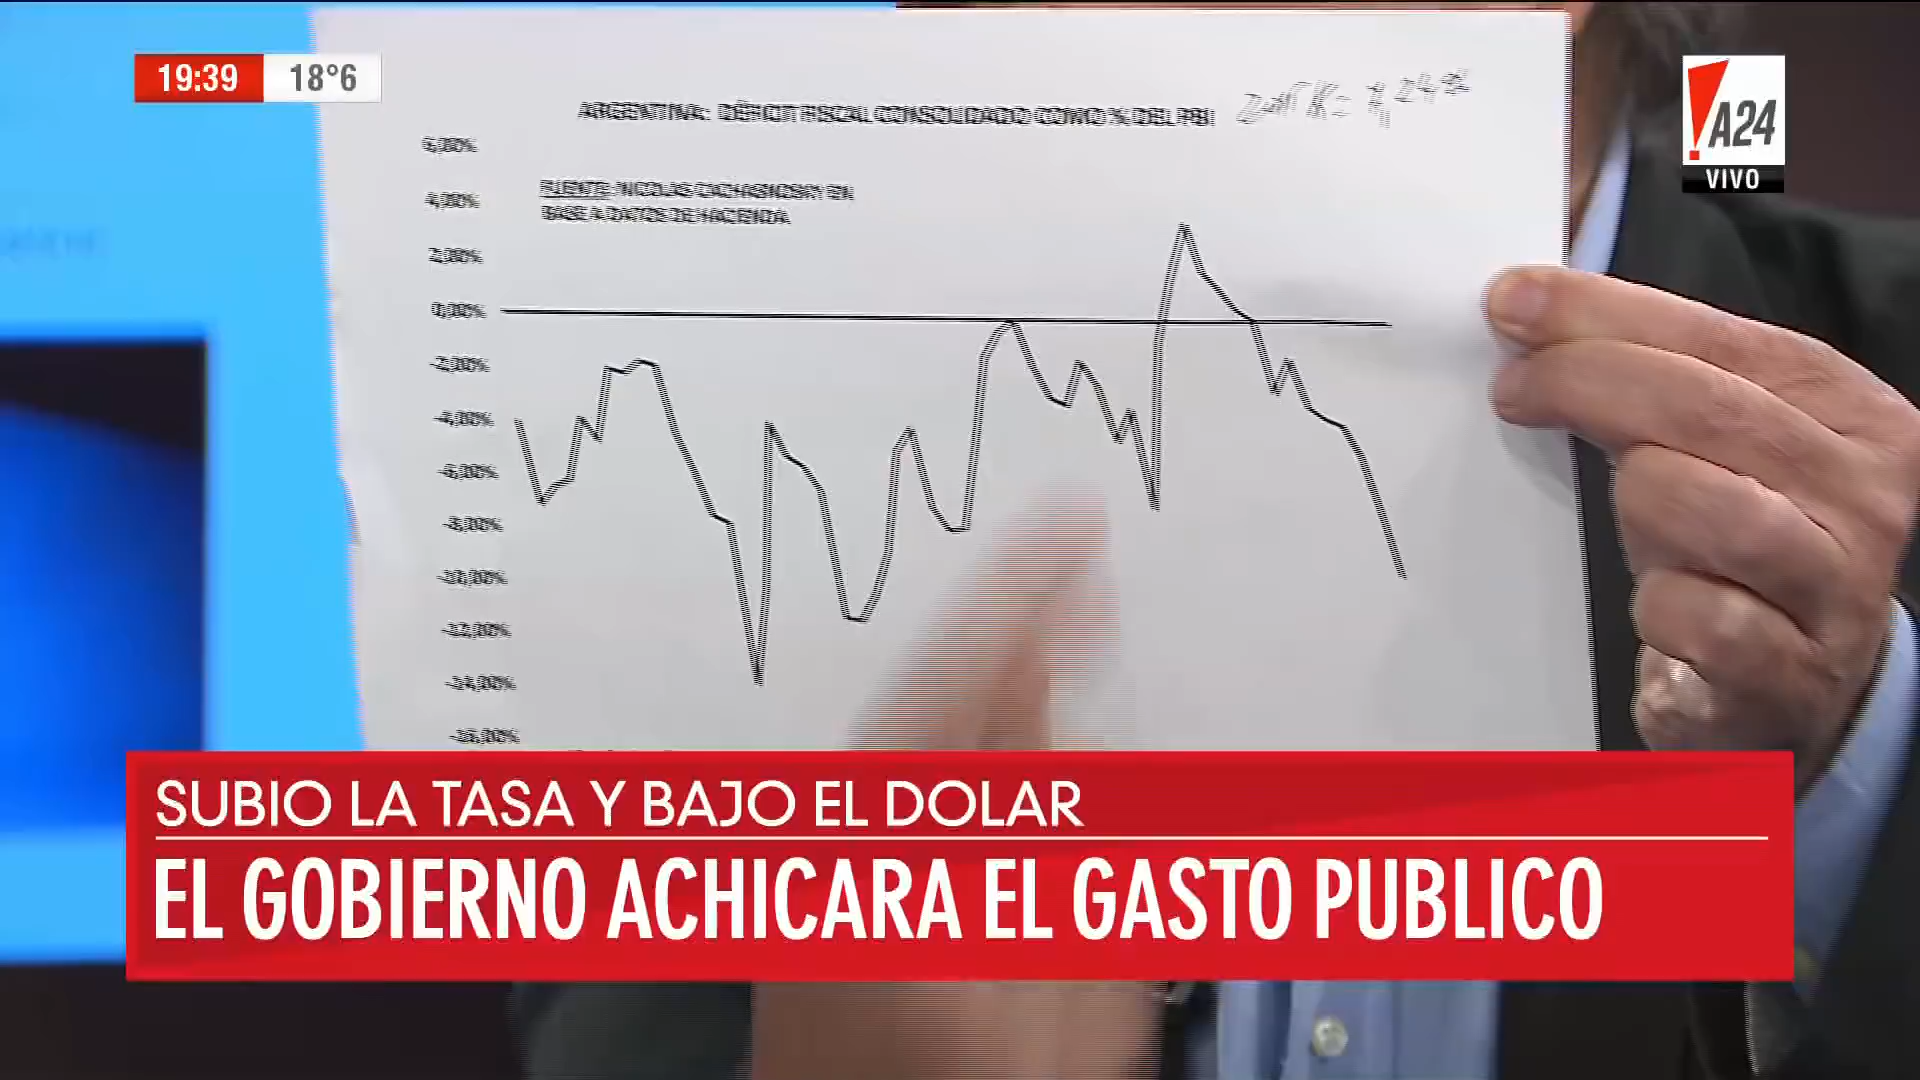 19:39 18°6
A24
VIVO
ARGENTINA: DÉFICIT FISCAL CONSOLIDADO COMO % DEL PBI
6,00%
FUENTE: NICOLAS CACHANOSKY EN
4,00%
BASE A DATOS DE HACIENDA
2,00%
0,00%
-2,00%
-4,00%
-6,00%
-8,00%
-10,00%
-12,00%
-14,00%
-16,00%
SUBIO LA TASA Y BAJO EL DOLAR
EL GOBIERNO ACHICARA EL GASTO PUBLICO